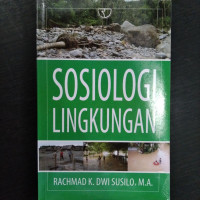 SOSIOLOGI
LINGKUNGAN
RACHMAD K. DWI SUSILO, M.A.